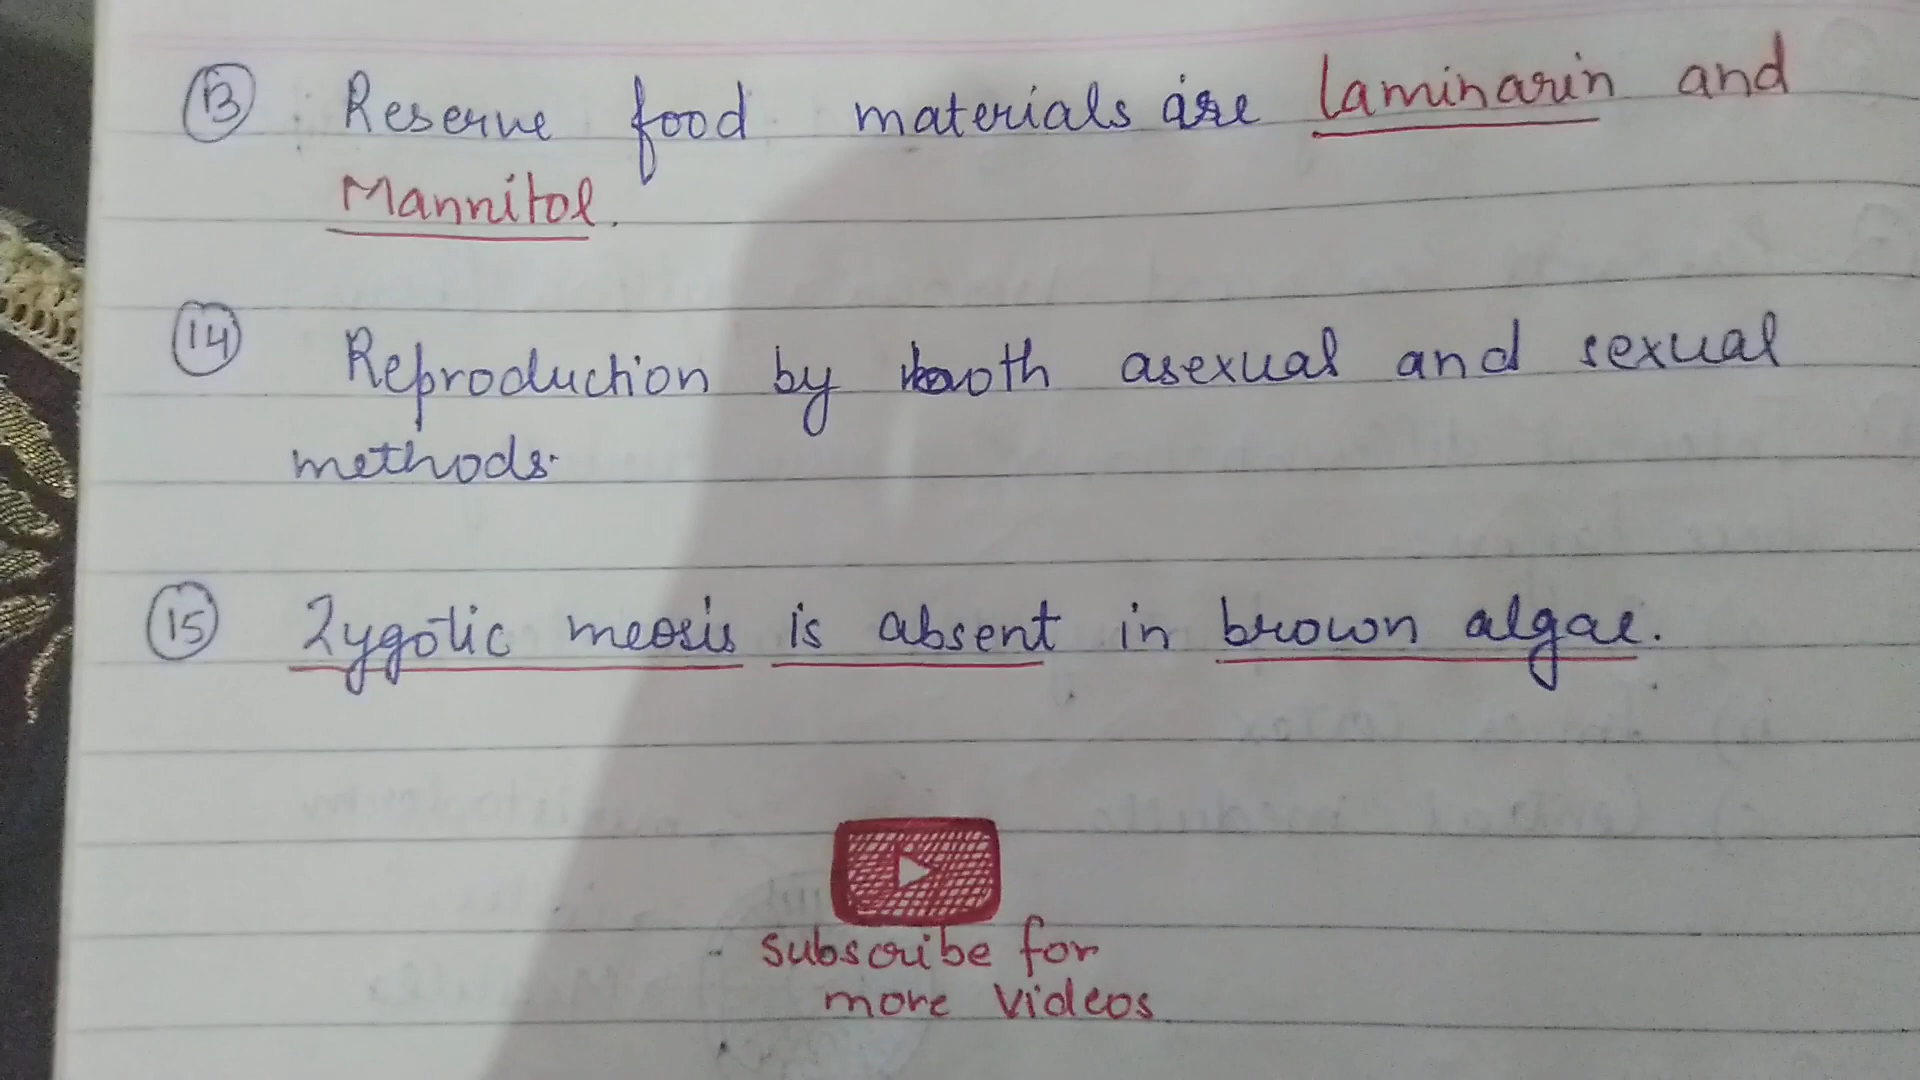 13 Reserve food materials are laminarin and
Mannitol.
14 Reproduction by both asexual and sexual
methods.
15 Zygotic meosis is absent in brown algae.
subscribe for
more videos